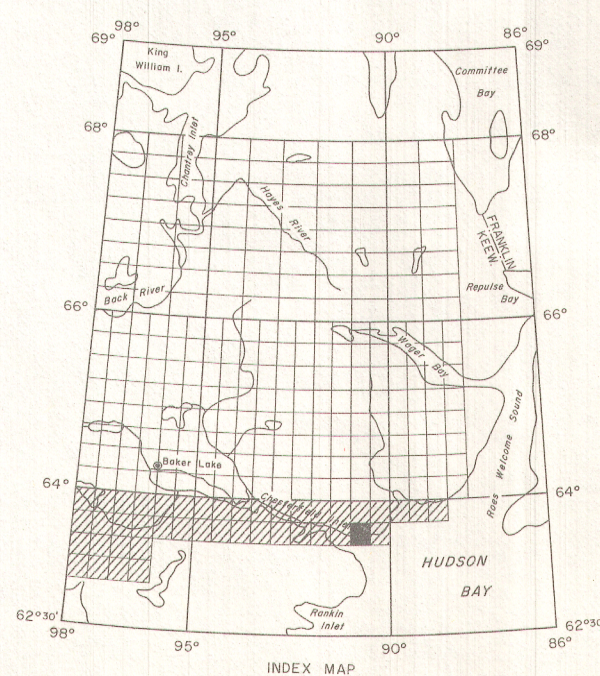 98°
95°
90°
86°
69°
69°
King
William I.
Committee
Bay
68°
68°
Chantrey Inlet
Hayes River
FRANKLIN
KEEW.
Back River
Repulse
Bay
66°
66°
Wager Bay
Roes Welcome Sound
Baker Lake
64°
64°
Chesterfield Inlet
HUDSON
BAY
Rankin
Inlet
62°30'
62°30'
98°
95°
90°
86°
INDEX MAP